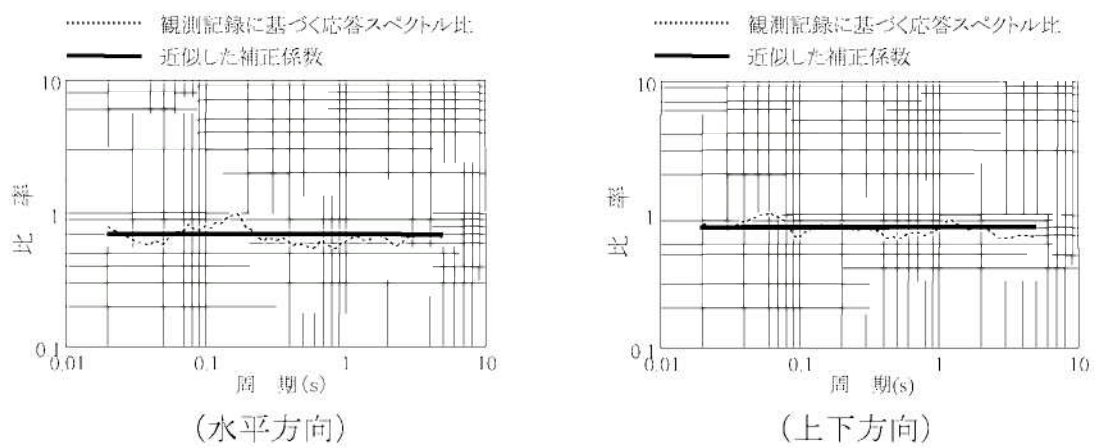 観測記録に基づく応答スペクトル比
近似した補正係数
10
1
0.1
比 率
0.01
0.1
1
10
周 期(s)
(水平方向)
観測記録に基づく応答スペクトル比
近似した補正係数
10
1
0.1
比 率
0.01
0.1
1
10
周 期(s)
(上下方向)